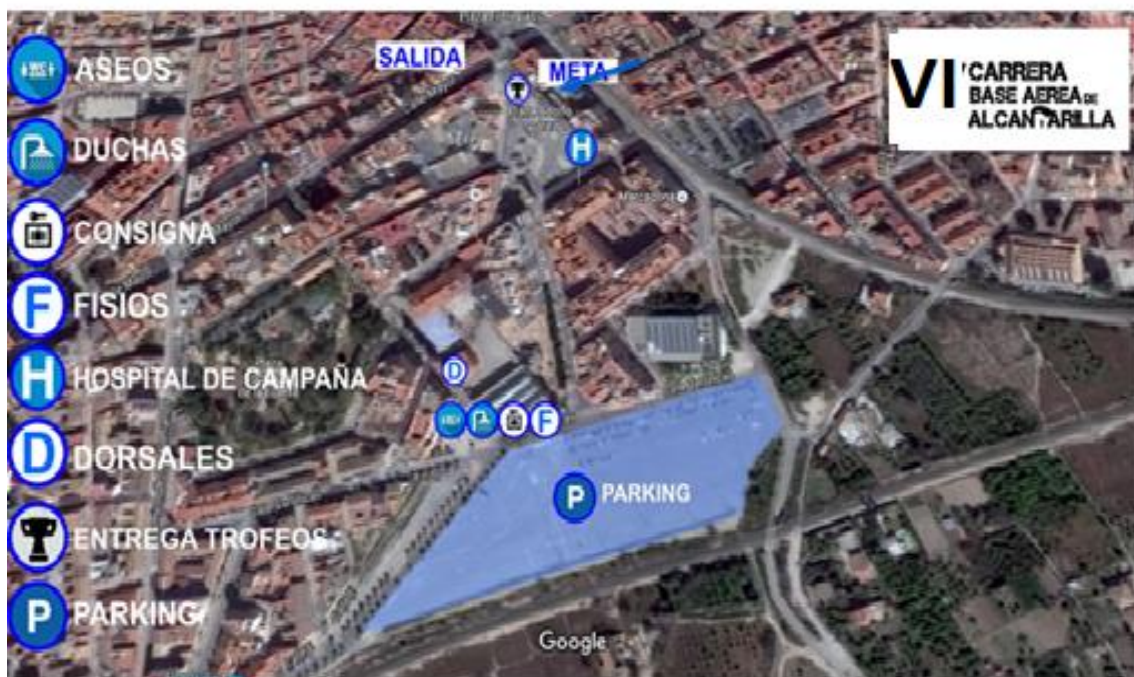 ASEOS
DUCHAS
CONSIGNA
F FISIOS
H HOSPITAL DE CAMPAÑA
D DORSALES
ENTREGA TROFEOS
P PARKING
SALIDA
META
H
D
F
P PARKING
Google
VI CARRERA
BASE AEREA DE
ALCANTARILLA